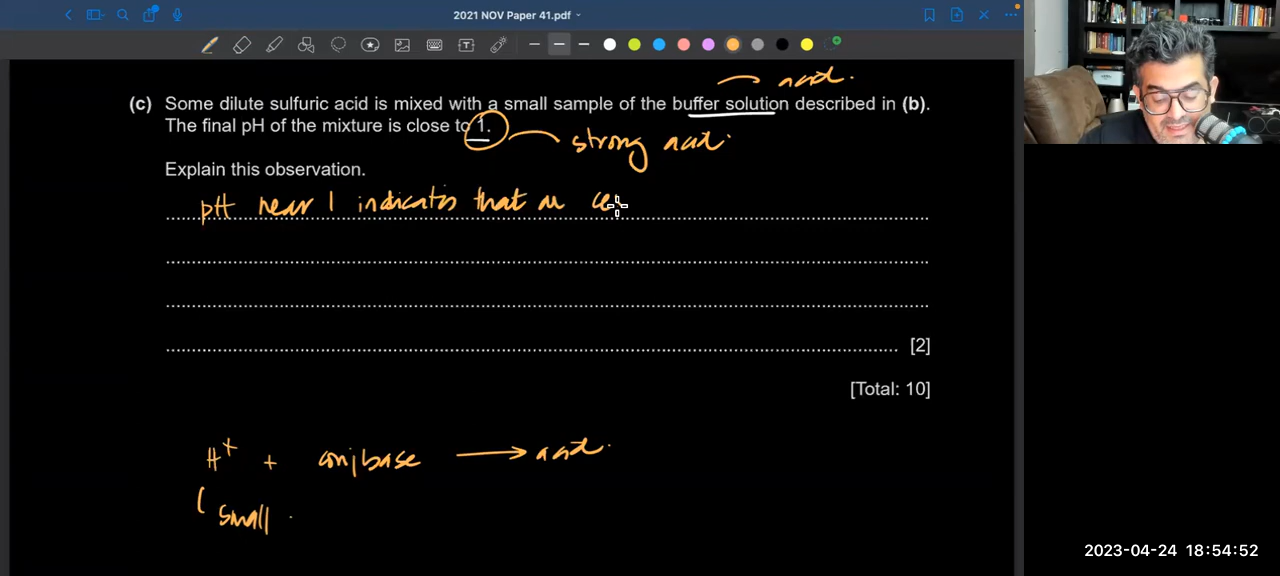 2021 NOV Paper 41.pdf
acid.
(c) Some dilute sulfuric acid is mixed with a small sample of the buffer solution described in (b).
The final pH of the mixture is close to 1.
strong acid.
Explain this observation.
pH near 1 indicates that an
[2]
[Total: 10]
H+ + conj base → acid.
small
2023-04-24 18:54:52